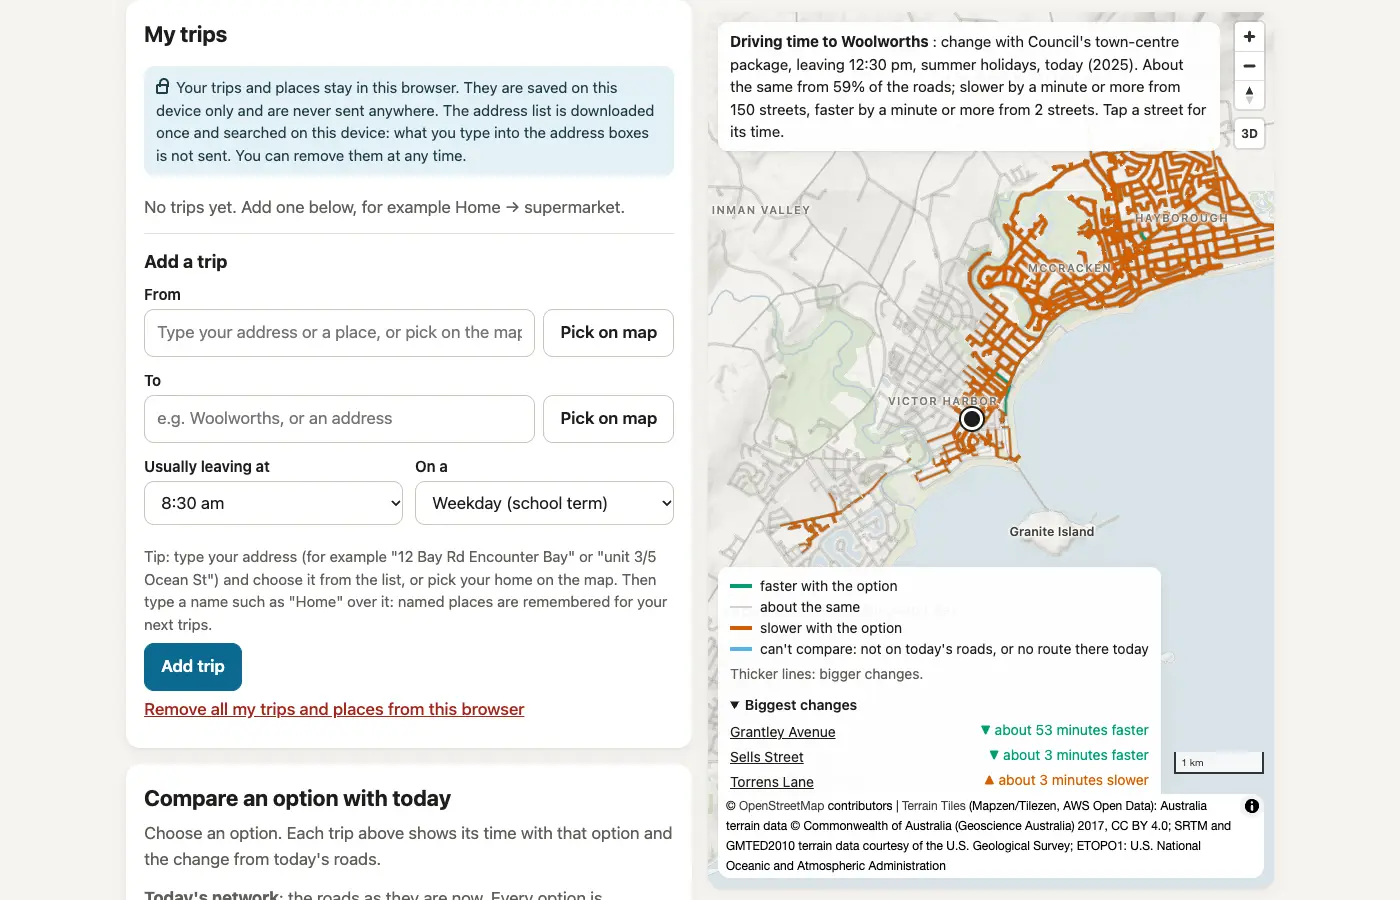 My trips
Your trips and places stay in this browser. They are saved on this
device only and are never sent anywhere. The address list is downloaded
once and searched on this device: what you type into the address boxes
is not sent. You can remove them at any time.
No trips yet. Add one below, for example Home → supermarket.
Add a trip
From
Type your address or a place, or pick on the map
Pick on map
To
e.g. Woolworths, or an address
Pick on map
Usually leaving at
On a
8:30 am
Weekday (school term)
Tip: type your address (for example "12 Bay Rd Encounter Bay" or "unit 3/5
Ocean St") and choose it from the list, or pick your home on the map. Then
type a name such as "Home" over it: named places are remembered for your
next trips.
Add trip
Remove all my trips and places from this browser
Compare an option with today
Choose an option. Each trip above shows its time with that option and
the change from today's roads.
Today's network: the roads as they are now. Every option is
Driving time to Woolworths : change with Council's town-centre
package, leaving 12:30 pm, summer holidays, today (2025). About
the same from 59% of the roads; slower by a minute or more from
150 streets, faster by a minute or more from 2 streets. Tap a street for
its time.
3D
INMAN VALLEY
HAYBOROUGH
MCCRACKEN
VICTOR HARBOR
Granite Island
faster with the option
about the same
slower with the option
can't compare: not on today's roads, or no route there today
Thicker lines: bigger changes.
▼ Biggest changes
Grantley Avenue ▼ about 53 minutes faster
Sells Street ▼ about 3 minutes faster
Torrens Lane ▲ about 3 minutes slower
1 km
© OpenStreetMap contributors | Terrain Tiles (Mapzen/Tilezen, AWS Open Data): Australia
terrain data © Commonwealth of Australia (Geoscience Australia) 2017, CC BY 4.0; SRTM and
GMTED2010 terrain data courtesy of the U.S. Geological Survey; ETOPO1: U.S. National
Oceanic and Atmospheric Administration